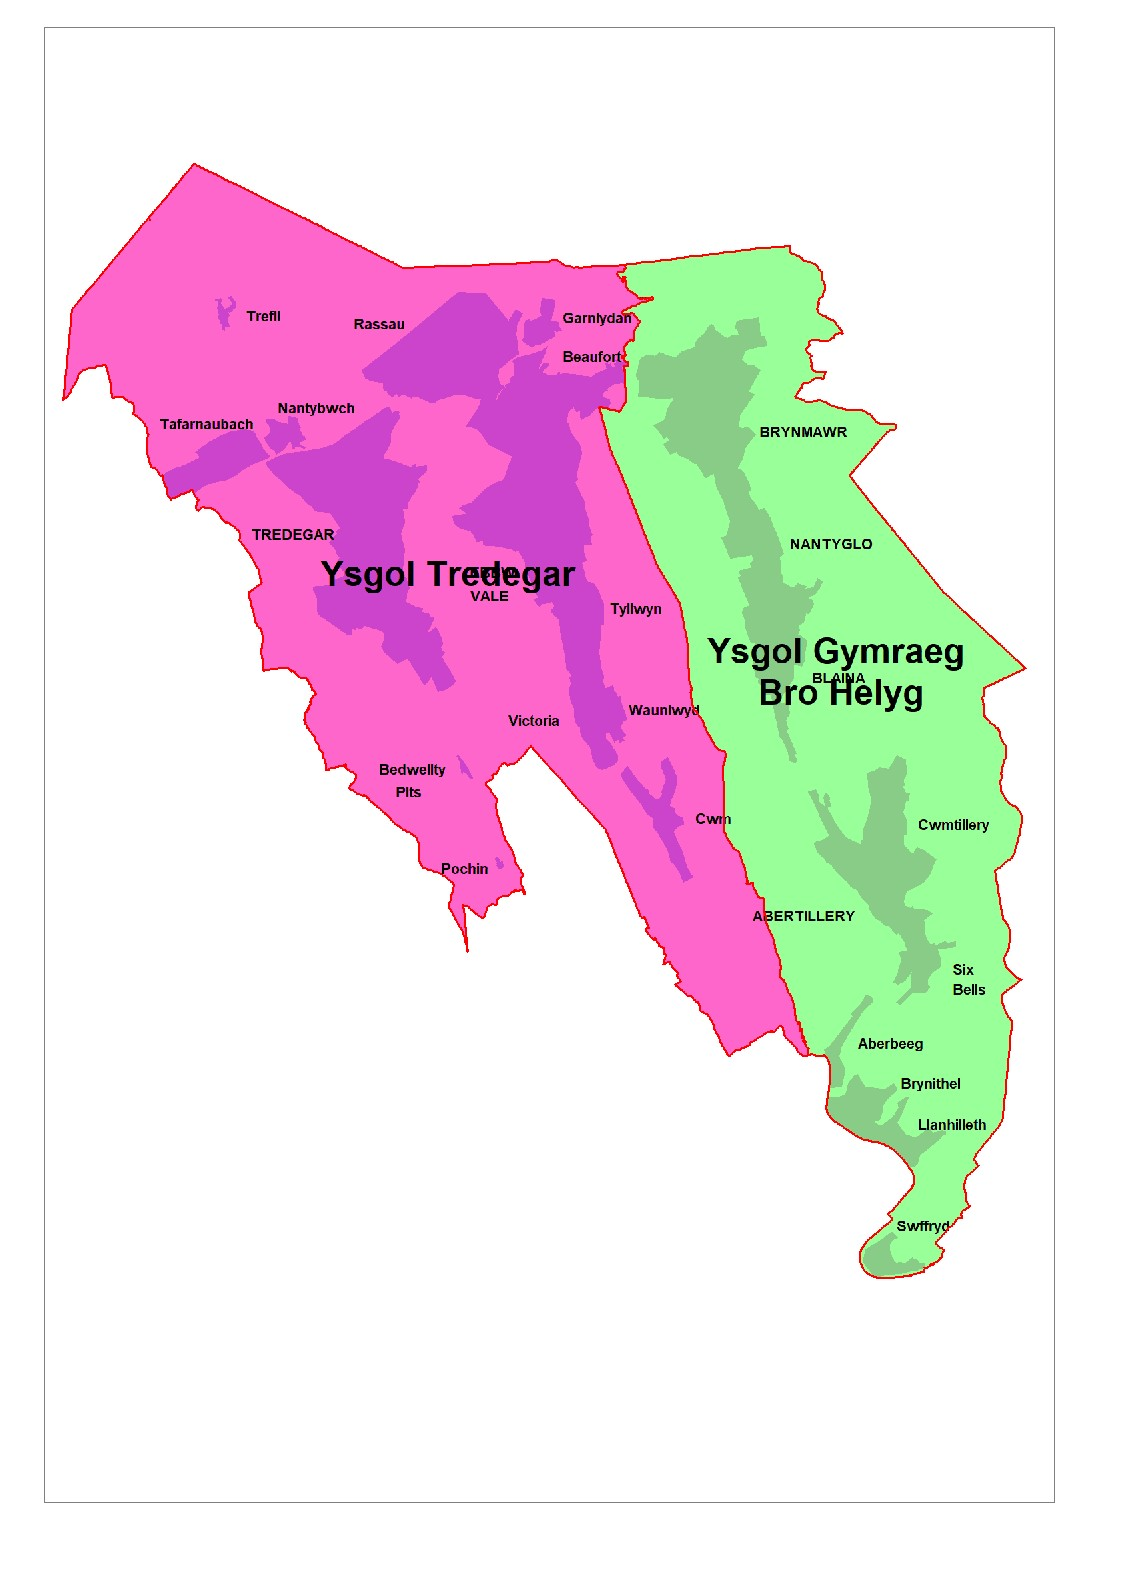 Trefil
Rassau
Garnlydan
Beaufort
Nantybwch
Tafarnaubach
BRYNMAWR
TREDEGAR
NANTYGLO
Ysgol Tredegar
EBBW
VALE
Tyllwyn
Ysgol Gymraeg
BLAINA
Bro Helyg
Waunlwyd
Victoria
Bedwellty
Pits
Cwm
Cwmtillery
Pochin
ABERTILLERY
Six
Bells
Aberbeeg
Brynithel
Llanhilleth
Swffryd